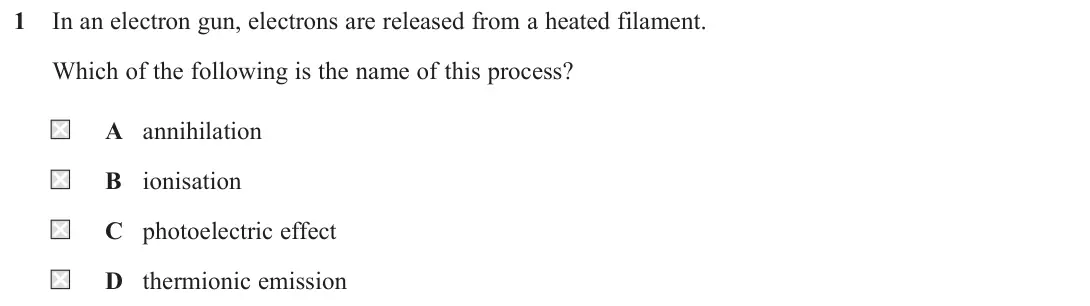 1 In an electron gun, electrons are released from a heated filament.
Which of the following is the name of this process?
A annihilation
B ionisation
C photoelectric effect
D thermionic emission